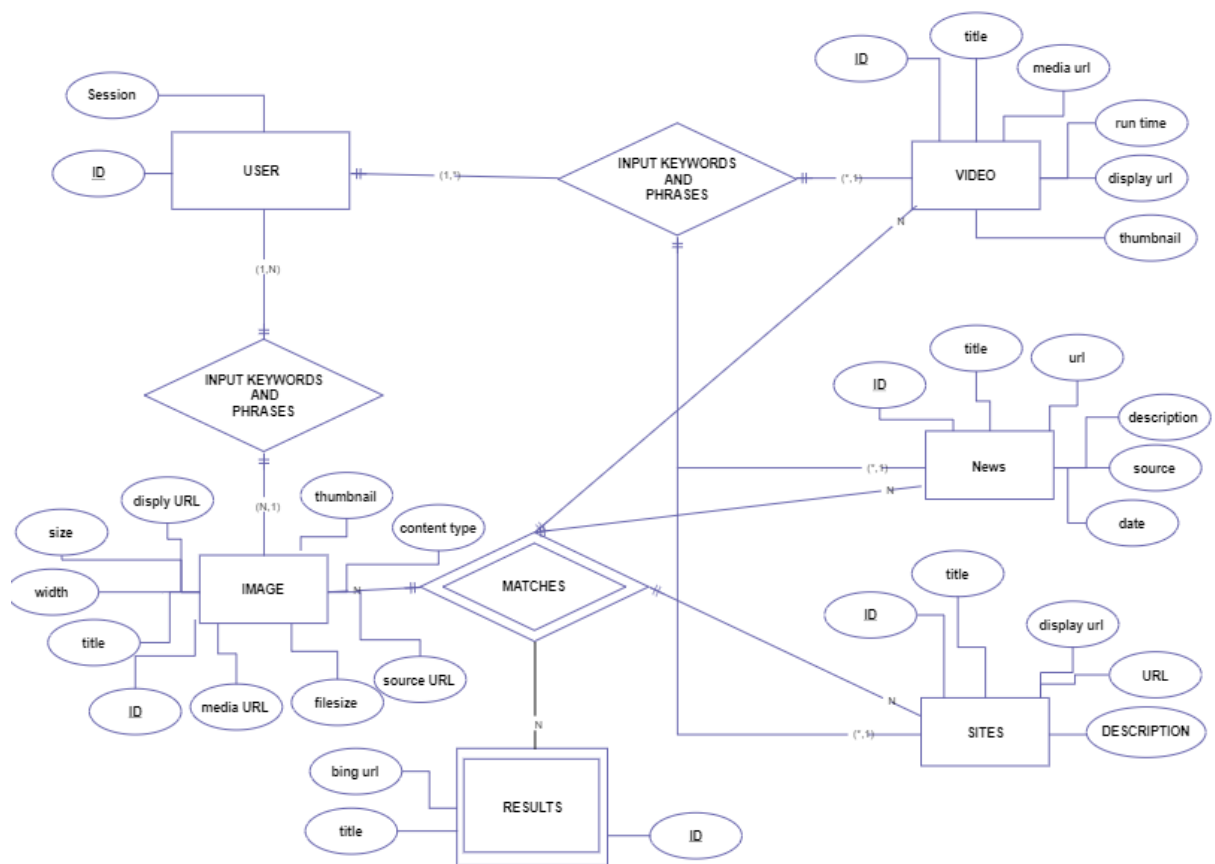 title
ID
media url
Session
run time
INPUT KEYWORDS
AND
PHRASES
USER
VIDEO
ID
(1,1)
(*,1)
display url
N
thumbnail
(1,N)
title
url
ID
INPUT KEYWORDS
AND
PHRASES
description
News
source
(*,1)
N
date
thumbnail
disply URL
content type
(N,1)
size
title
IMAGE
N
MATCHES
width
ID
display url
title
source URL
URL
ID
media URL
filesize
N
N
(*,1)
SITES
DESCRIPTION
bing url
RESULTS
title
ID